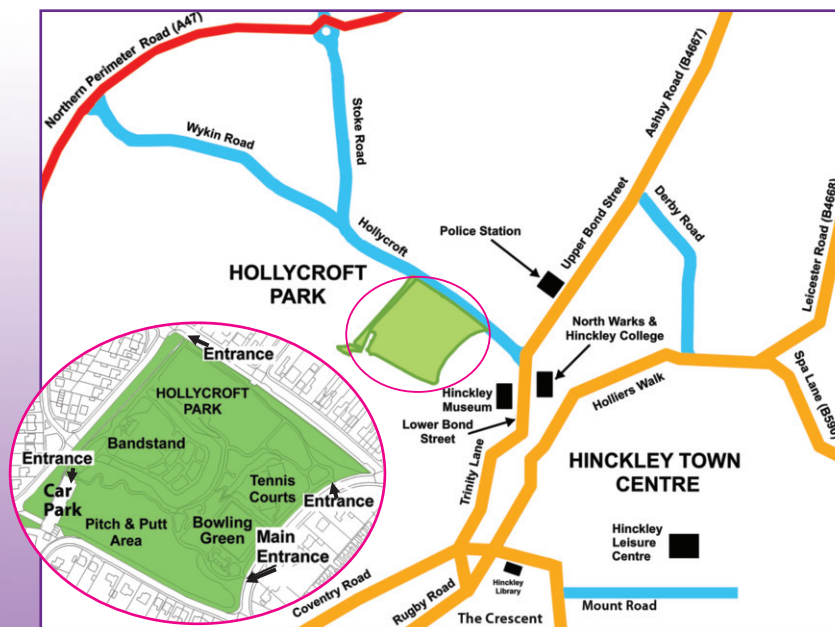 Northern Perimeter Road (A47)
Wykin Road
Stoke Road
Ashby Road (B4667)
Hollycroft
Police Station
Upper Bond Street
Derby Road
Leicester Road (B4668)
HOLLYCROFT
PARK
North Warks &
Hinckley College
Hinckley
Museum
Lower Bond
Street
Holliers Walk
Spa Lane (B590)
Trinity Lane
HINCKLEY TOWN
CENTRE
Hinckley
Leisure
Centre
Hinckley
Library
Coventry Road
Rugby Road
The Crescent
Mount Road
Entrance
HOLLYCROFT
PARK
Bandstand
Entrance
Car
Park
Tennis
Courts
Entrance
Pitch & Putt
Area
Bowling
Green
Main
Entrance